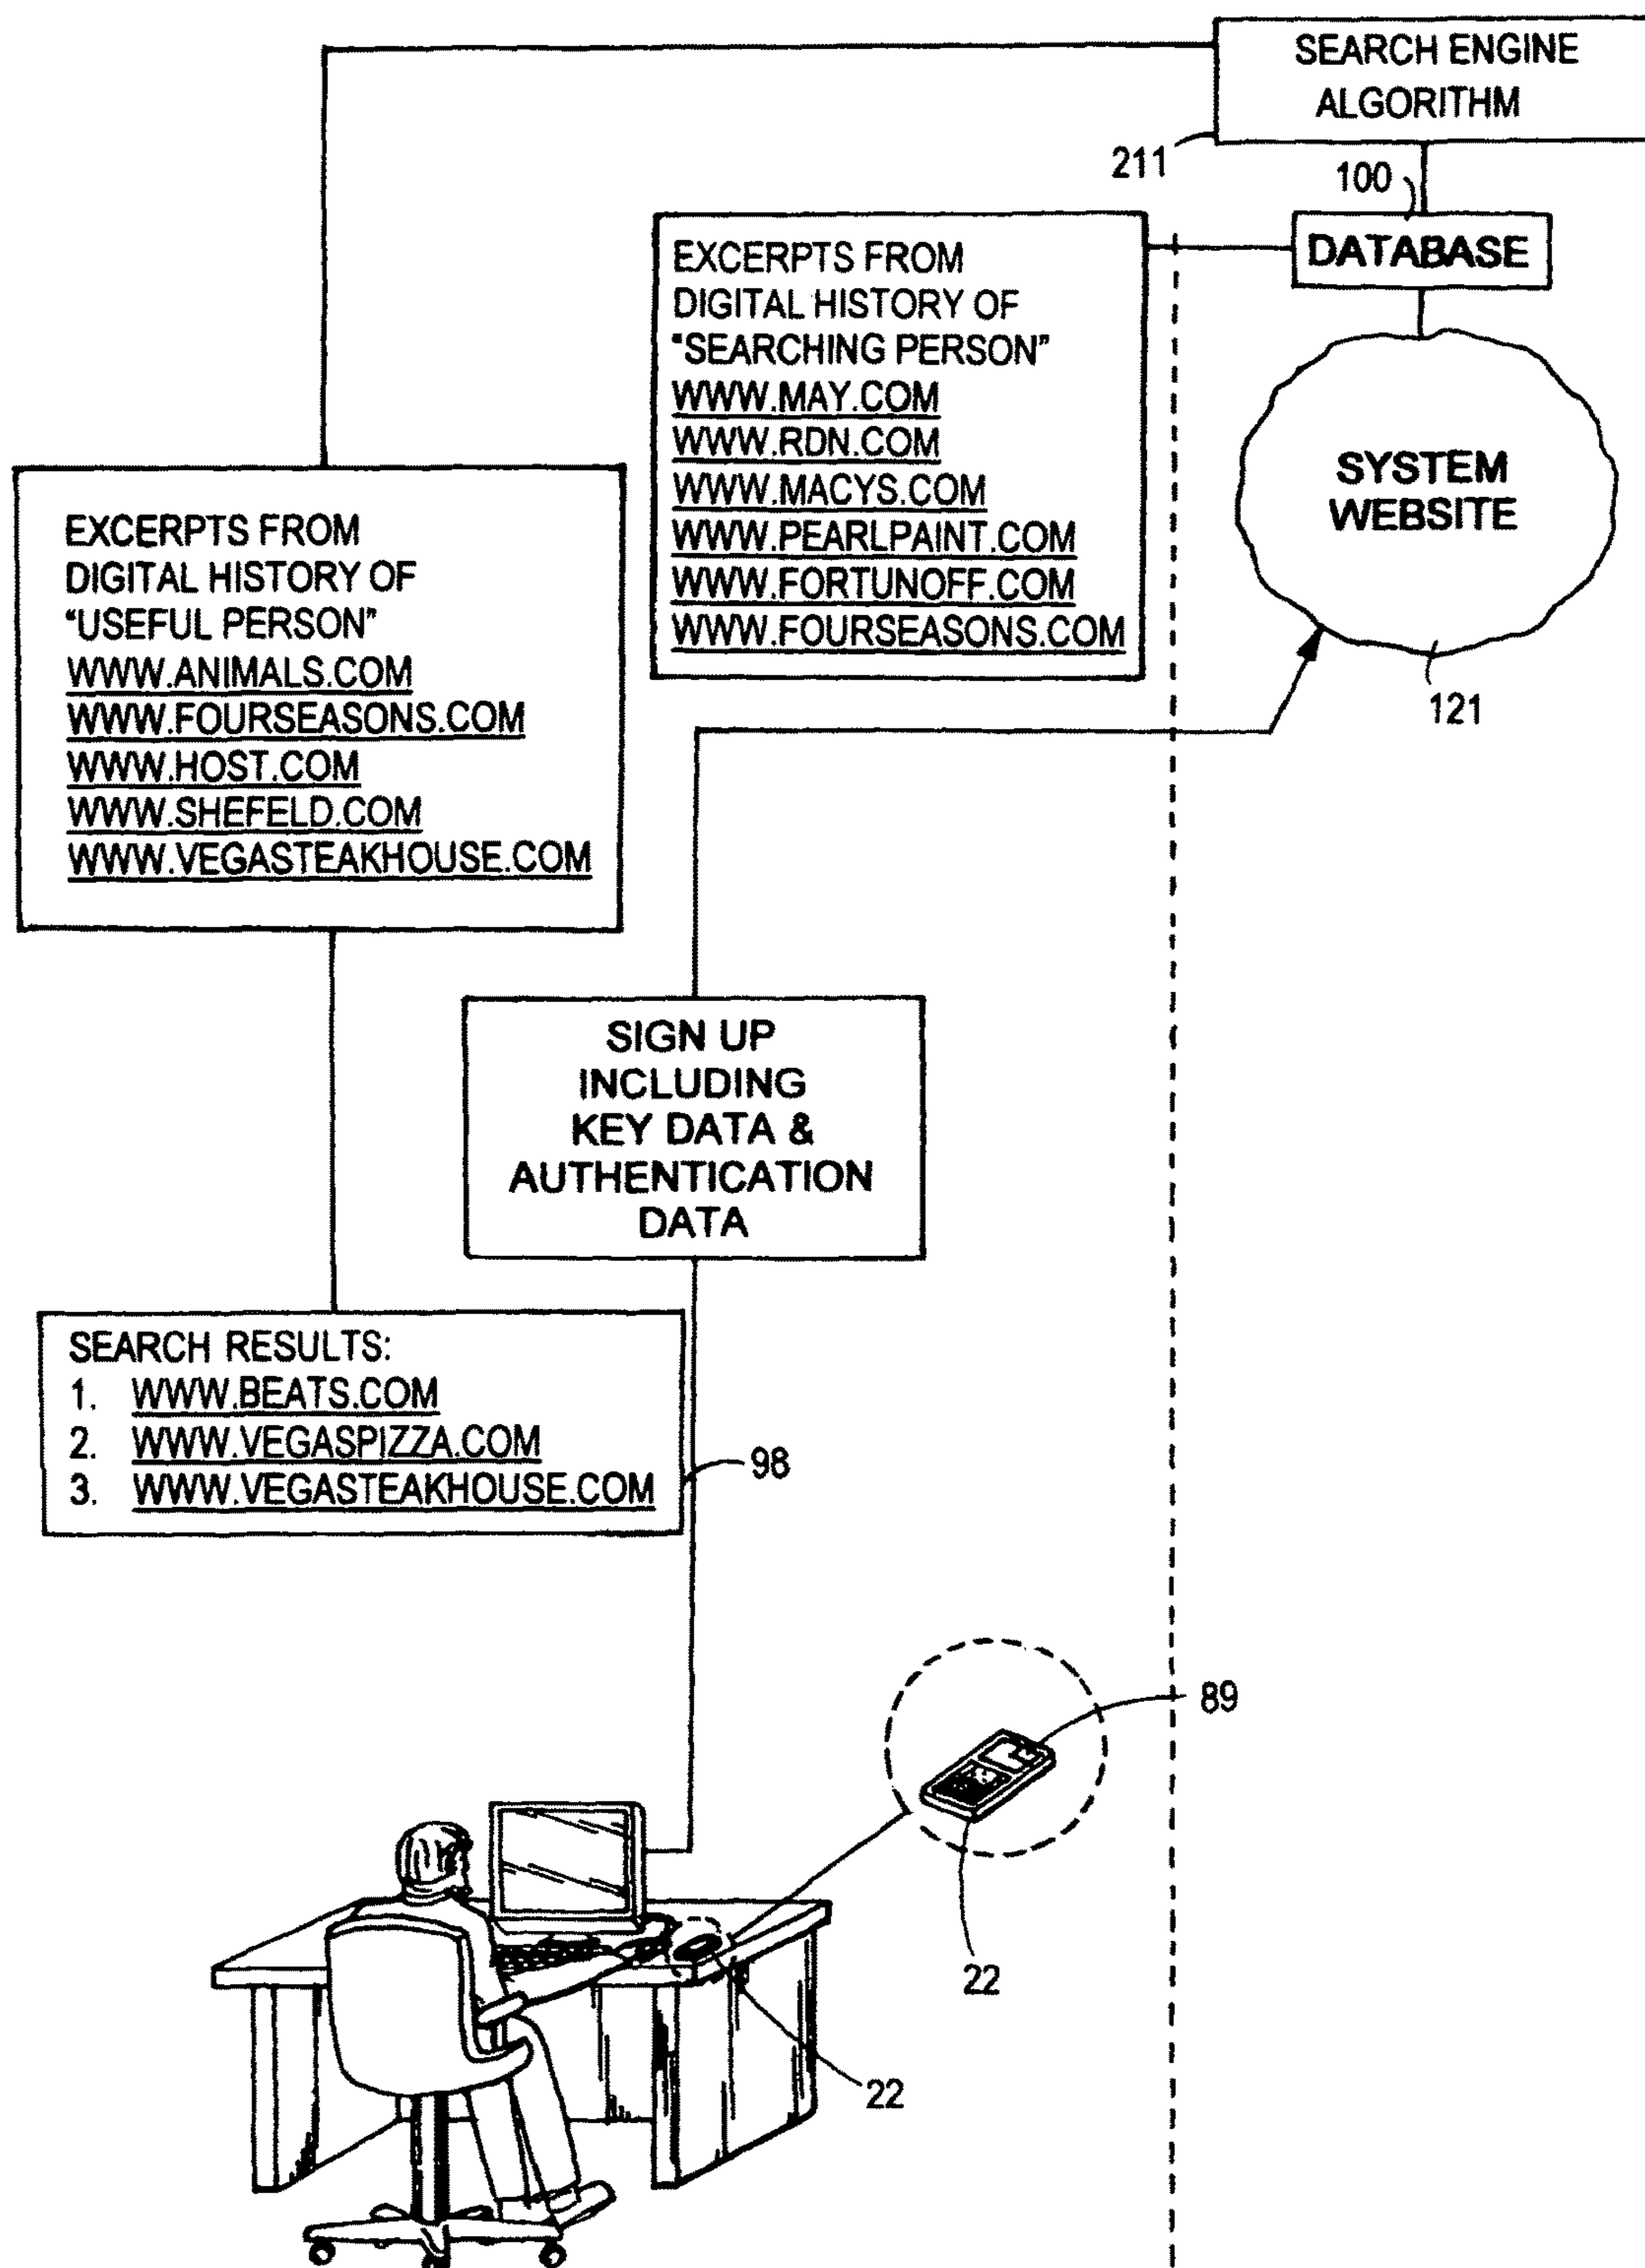 SEARCH ENGINE
ALGORITHM
211
100
DATABASE
EXCERPTS FROM
DIGITAL HISTORY OF
"SEARCHING PERSON"
WWW.MAY.COM
WWW.RDN.COM
WWW.MACYS.COM
WWW.PEARLPAINT.COM
WWW.FORTUNOFF.COM
WWW.FOURSEASONS.COM
SYSTEM
WEBSITE
121
EXCERPTS FROM
DIGITAL HISTORY OF
"USEFUL PERSON"
WWW.ANIMALS.COM
WWW.FOURSEASONS.COM
WWW.HOST.COM
WWW.SHEFELD.COM
WWW.VEGASTEAKHOUSE.COM
SIGN UP
INCLUDING
KEY DATA &
AUTHENTICATION
DATA
SEARCH RESULTS:
1. WWW.BEATS.COM
2. WWW.VEGASPIZZA.COM
3. WWW.VEGASTEAKHOUSE.COM
98
89
22
22